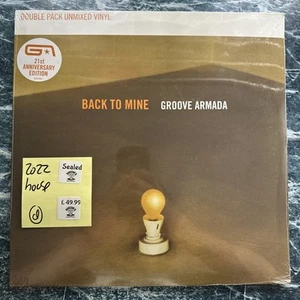 DOUBLE PACK UNMIXED VINYL
21st
ANNIVERSARY
EDITION
BACK TO MINE GROOVE ARMADA
2022
house
Sealed
£49.99
d